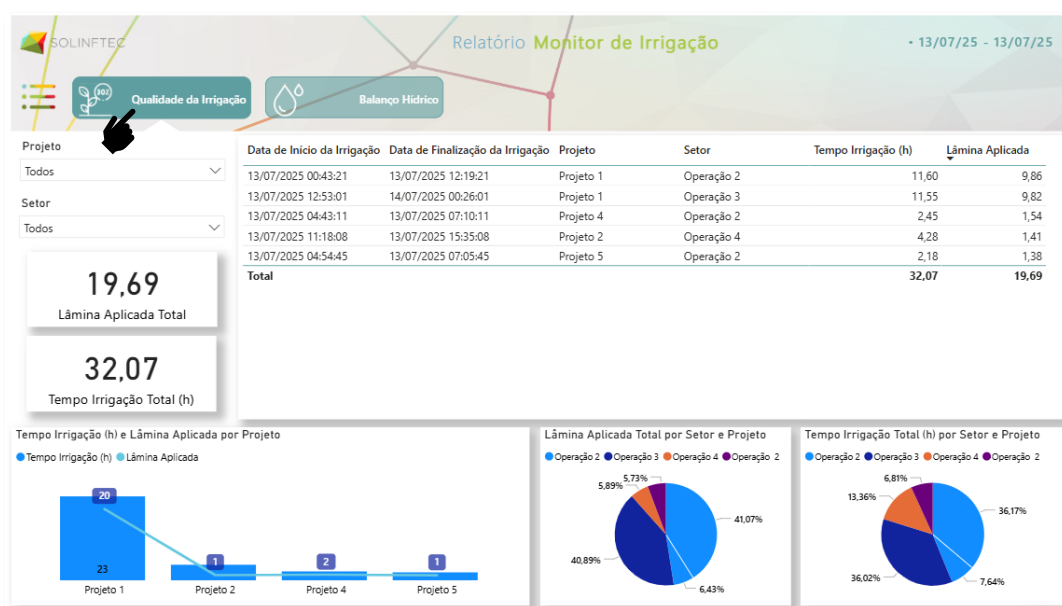 SOLINFTEC
Relatório Monitor de Irrigação
• 13/07/25 - 13/07/25
Qualidade da Irrigação
Balanço Hídrico
Projeto
Todos
Setor
Todos
19,69
Lâmina Aplicada Total
32,07
Tempo Irrigação Total (h)
Data de Início da Irrigação Data de Finalização da Irrigação Projeto Setor Tempo Irrigação (h) Lâmina Aplicada
13/07/2025 00:43:21 13/07/2025 12:19:21 Projeto 1 Operação 2 11,60 9,86
13/07/2025 12:53:01 14/07/2025 00:26:01 Projeto 1 Operação 3 11,55 9,82
13/07/2025 04:43:11 13/07/2025 07:10:11 Projeto 4 Operação 2 2,45 1,54
13/07/2025 11:18:08 13/07/2025 15:35:08 Projeto 2 Operação 4 4,28 1,41
13/07/2025 04:54:45 13/07/2025 07:05:45 Projeto 5 Operação 2 2,18 1,38
Total 32,07 19,69
Tempo Irrigação (h) e Lâmina Aplicada por Projeto
Tempo Irrigação (h) Lâmina Aplicada
20
1
2
1
23
Projeto 1 Projeto 2 Projeto 4 Projeto 5
Lâmina Aplicada Total por Setor e Projeto
Operação 2 Operação 3 Operação 4 Operação 2
5,73%
5,89%
41,07%
40,89%
6,43%
Tempo Irrigação Total (h) por Setor e Projeto
Operação 2 Operação 3 Operação 4 Operação 2
6,81%
13,36%
36,17%
36,02%
7,64%